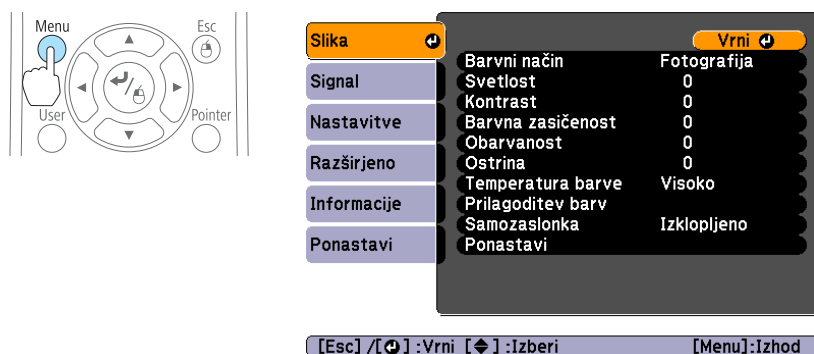 Menu Esc
User Pointer
Slika Vrni
Signal
Nastavitve
Razširjeno
Informacije
Ponastavi
Barvni način Fotografija
Svetlost 0
Kontrast 0
Barvna zasičenost 0
Obarvanost 0
Ostrina 0
Temperatura barve Visoko
Prilagoditev barv
Samozaslonka Izklopljeno
Ponastavi
[Esc] /[ ] :Vrni [ ] :Izberi [Menu]:Izhod